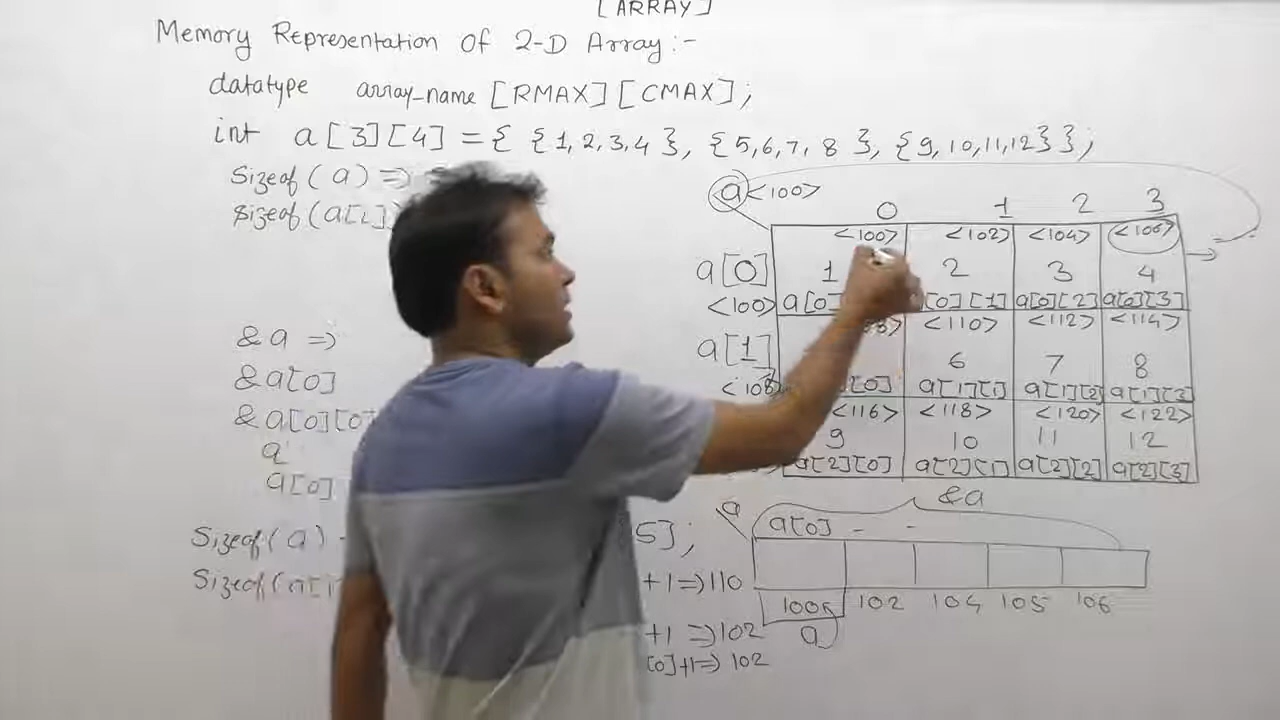 [ARRAY]
Memory Representation Of 2-D Array:-
datatype array_name [RMAX][CMAX];
int a[3][4] = { {1,2,3,4 }, {5,6,7,8 }, {9,10,11,12} };
Sizeof(a) =>
Sizeof(a[i])
a <100>
0 1 2 3
<100> <102> <104> <106>
a[0] 1 2 3 4
<100> a[0] [0][1] a[0][2] a[0][3]
<110> <112> <114>
a[1] 6 7 8
<108> [0] a[1][1] a[1][2] a[1][3]
<116> <118> <120> <122>
9 10 11 12
a[2][0] a[2][1] a[2][2] a[2][3]
&a =>
&a[0]
&a[0][0]
a
a[0]
Sizeof(a) 5];
Sizeof(a[i]
+1 => 110
+1 => 102
[0]+1 => 102
&a
a a[0] - -
102 104 105 106
a